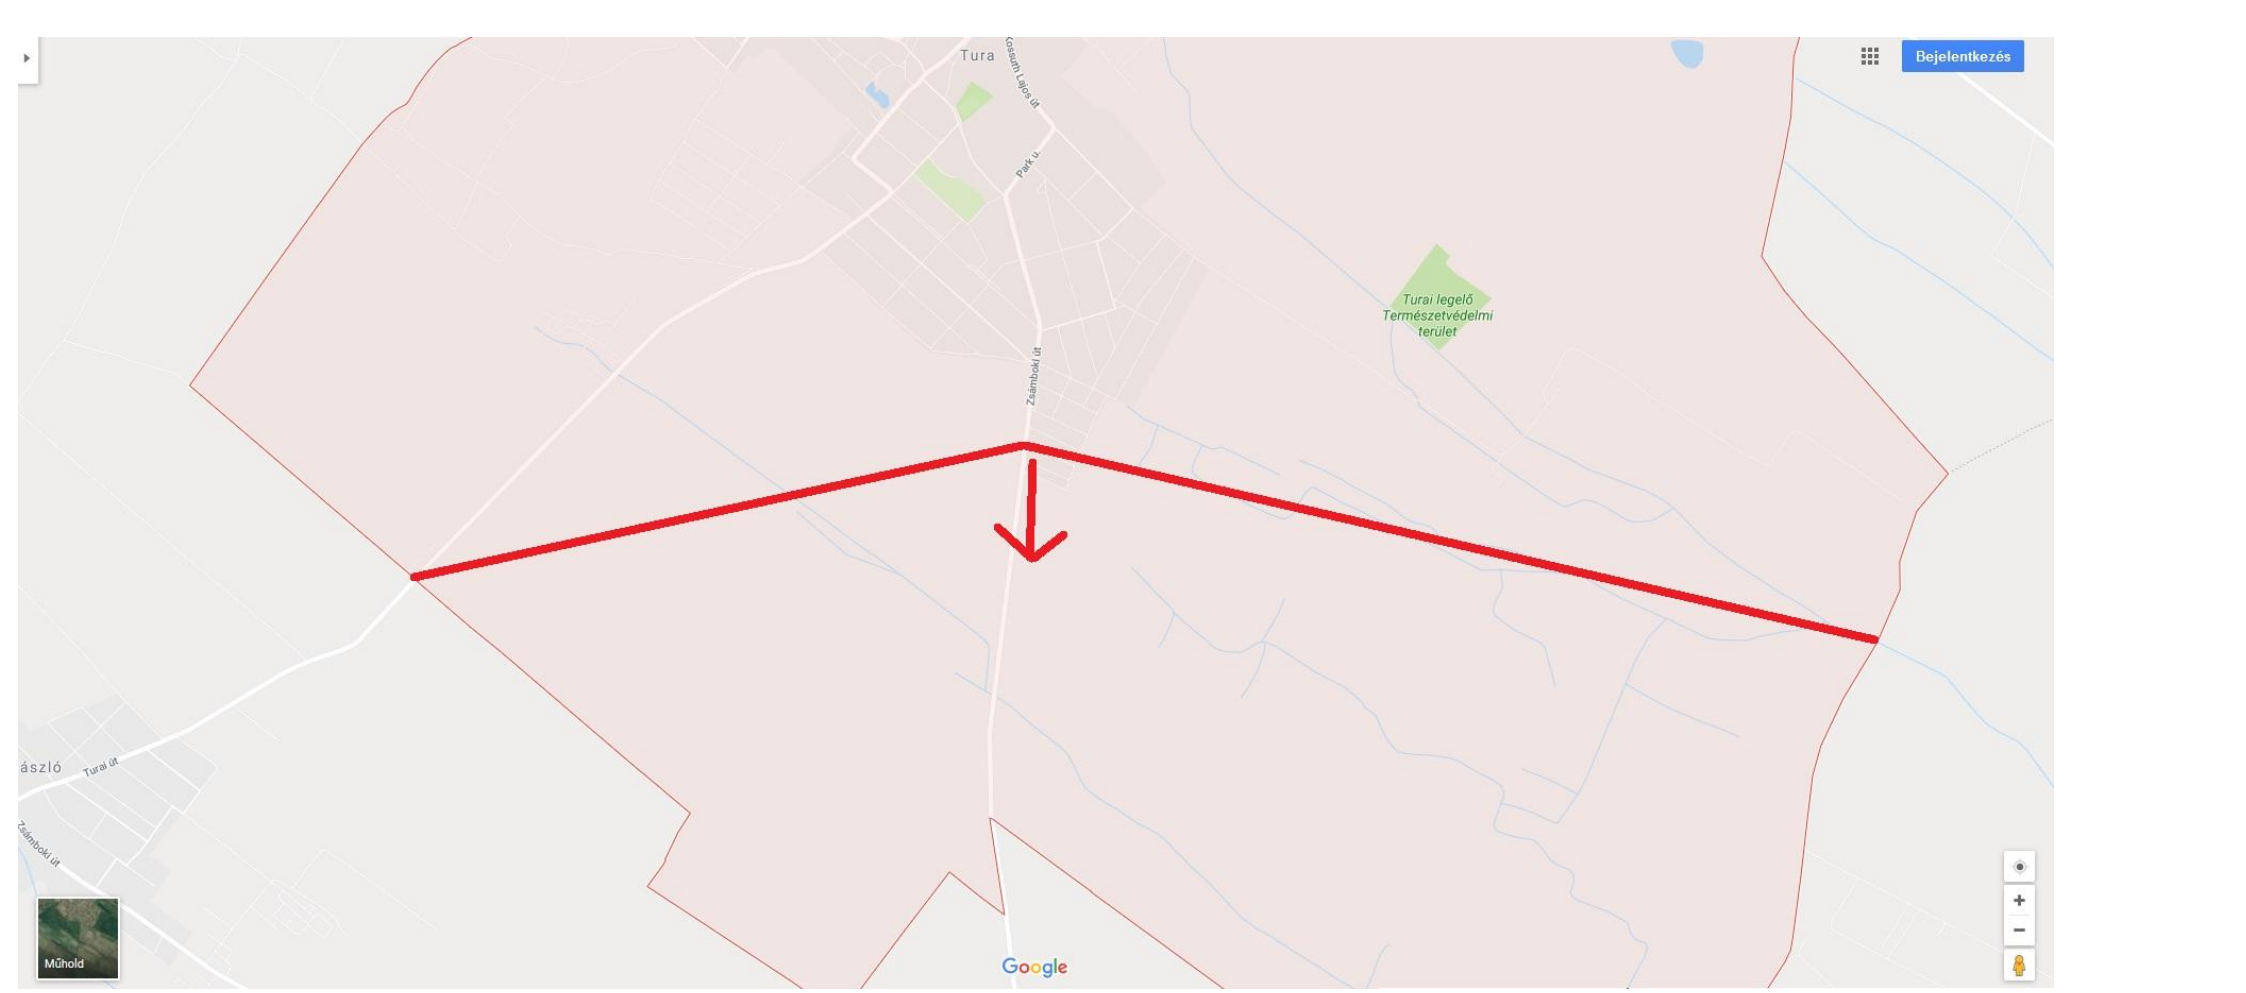 Tura
Kossuth Lajos út
Bejelentkezés
Park u.
Turai legelő
Természetvédelmi
terület
Zsámboki út
ászló
Turai út
Zsámboki út
Műhold
Google